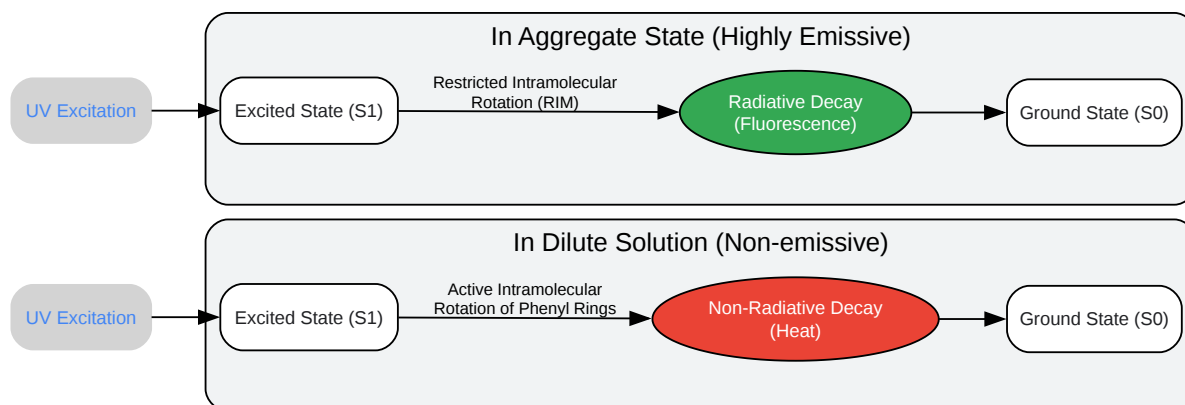 In Aggregate State (Highly Emissive)
UV Excitation
Excited State (S1)
Restricted Intramolecular
Rotation (RIM)
Radiative Decay
(Fluorescence)
Ground State (S0)
In Dilute Solution (Non-emissive)
UV Excitation
Excited State (S1)
Active Intramolecular
Rotation of Phenyl Rings
Non-Radiative Decay
(Heat)
Ground State (S0)